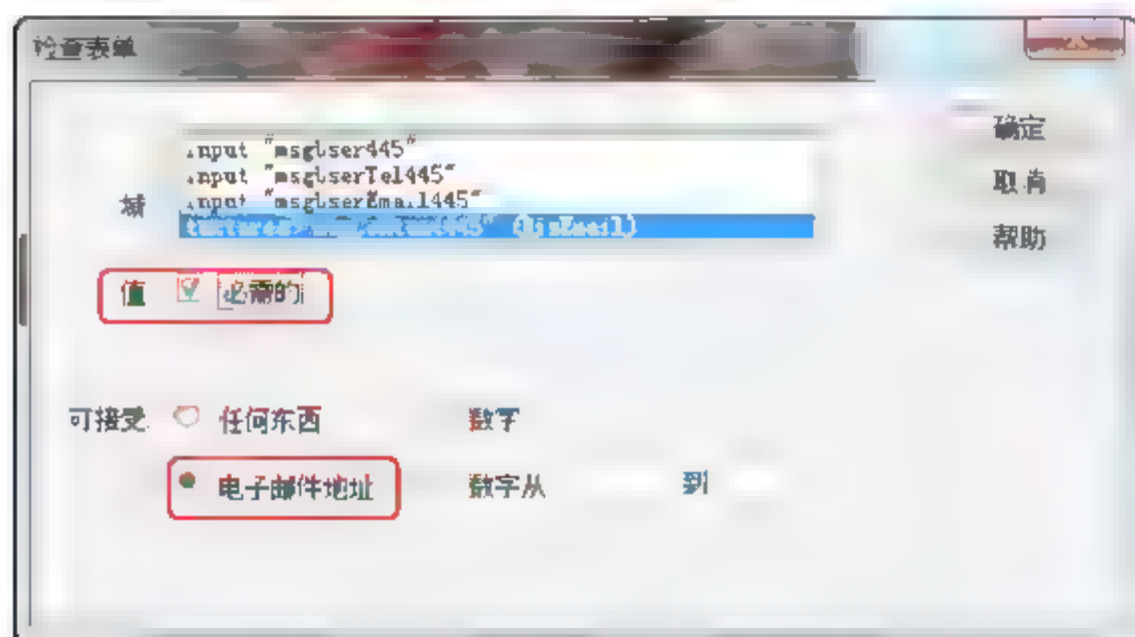 检查表单
确定
取消
帮助
域
input "msgUser445"
input "msgUserTel445"
input "msgUserEmail445"
(RisEmail)
值
必需的
可接受:
任何东西
数字
电子邮件地址
数字从
到